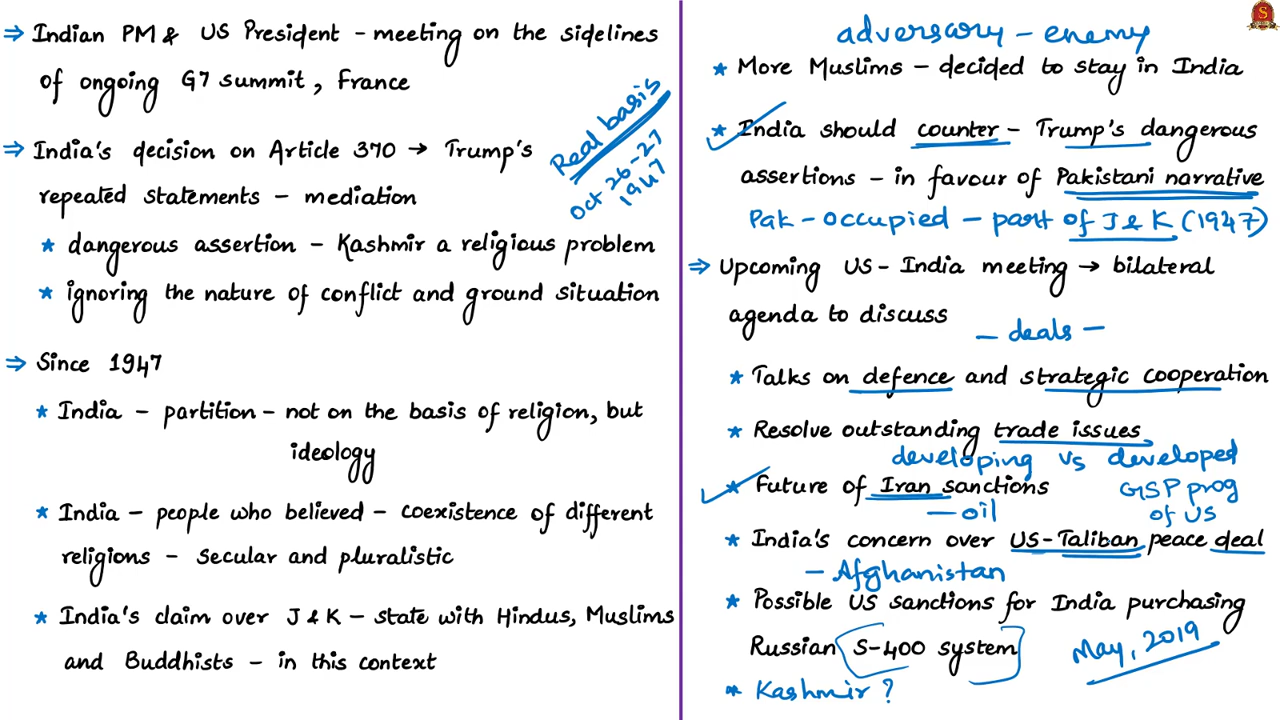 ⇒ Indian PM & US President - meeting on the sidelines
of ongoing G7 summit, France
⇒ India's decision on Article 370 → Trump's
repeated statements - mediation
Real basis
Oct 26-27
1947
* dangerous assertion - Kashmir a religious problem
* ignoring the nature of conflict and ground situation
⇒ Since 1947
* India - partition - not on the basis of religion, but
ideology
* India - people who believed - coexistence of different
religions - secular and pluralistic
* India's claim over J & K - state with Hindus, Muslims
and Buddhists - in this context
adversary - enemy
* More Muslims - decided to stay in India
* India should counter - Trump's dangerous
assertions - in favour of Pakistani narrative
Pak - occupied - part of J & K (1947)
⇒ Upcoming US - India meeting → bilateral
agenda to discuss
- deals -
* Talks on defence and strategic cooperation
* Resolve outstanding trade issues
developing vs developed
* Future of Iran sanctions
GSP prog
of US
- oil
* India's concern over US-Taliban peace deal
- Afghanistan
* Possible US sanctions for India purchasing
Russian S-400 system
May, 2019
* Kashmir ?